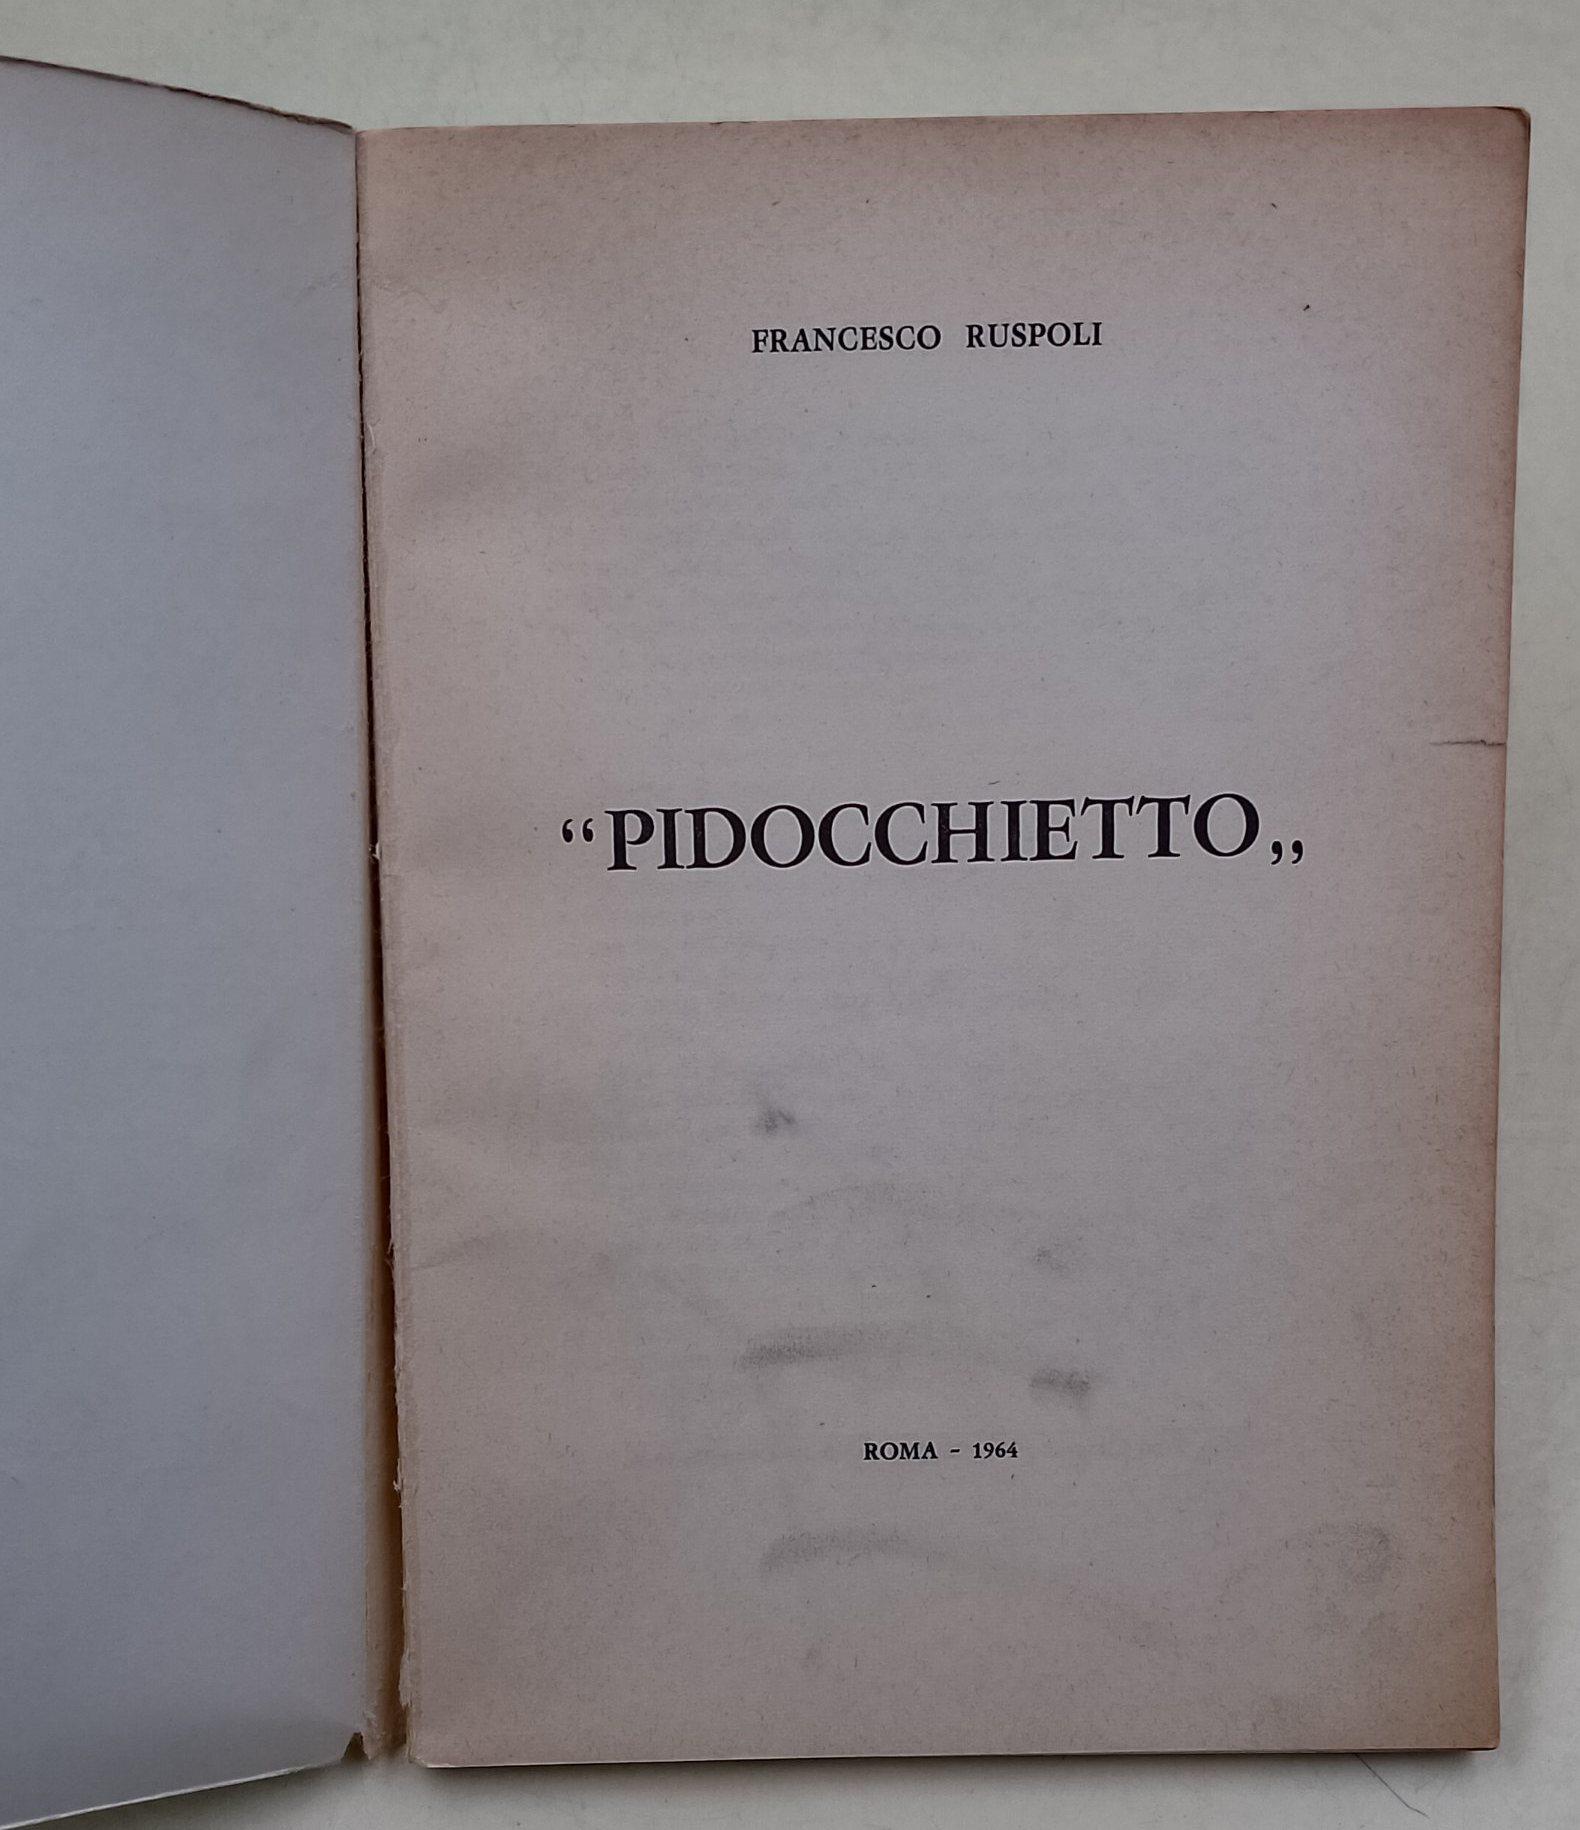 FRANCESCO RUSPOLI
“PIDOCCHIETTO„
ROMA - 1964